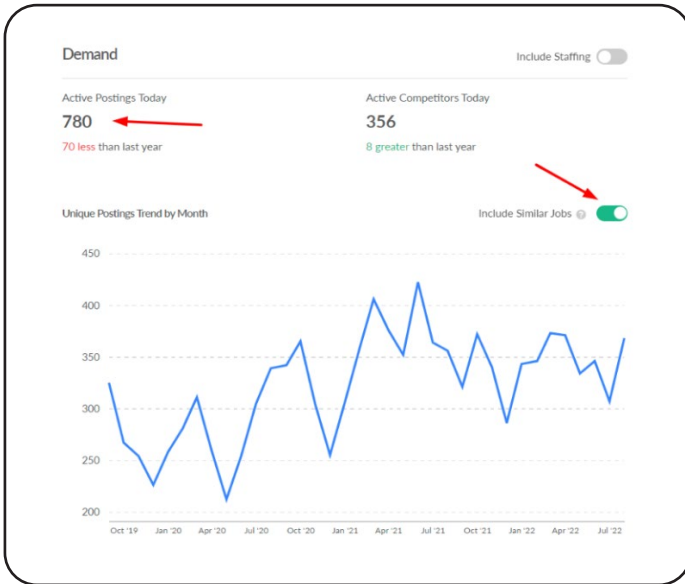 Demand
Include Staffing
Active Postings Today
Active Competitors Today
780
356
70 less than last year
8 greater than last year
Unique Postings Trend by Month
Include Similar Jobs ?
450
400
350
300
250
200
Oct '19 Jan '20 Apr '20 Jul '20 Oct '20 Jan '21 Apr '21 Jul '21 Oct '21 Jan '22 Apr '22 Jul '22